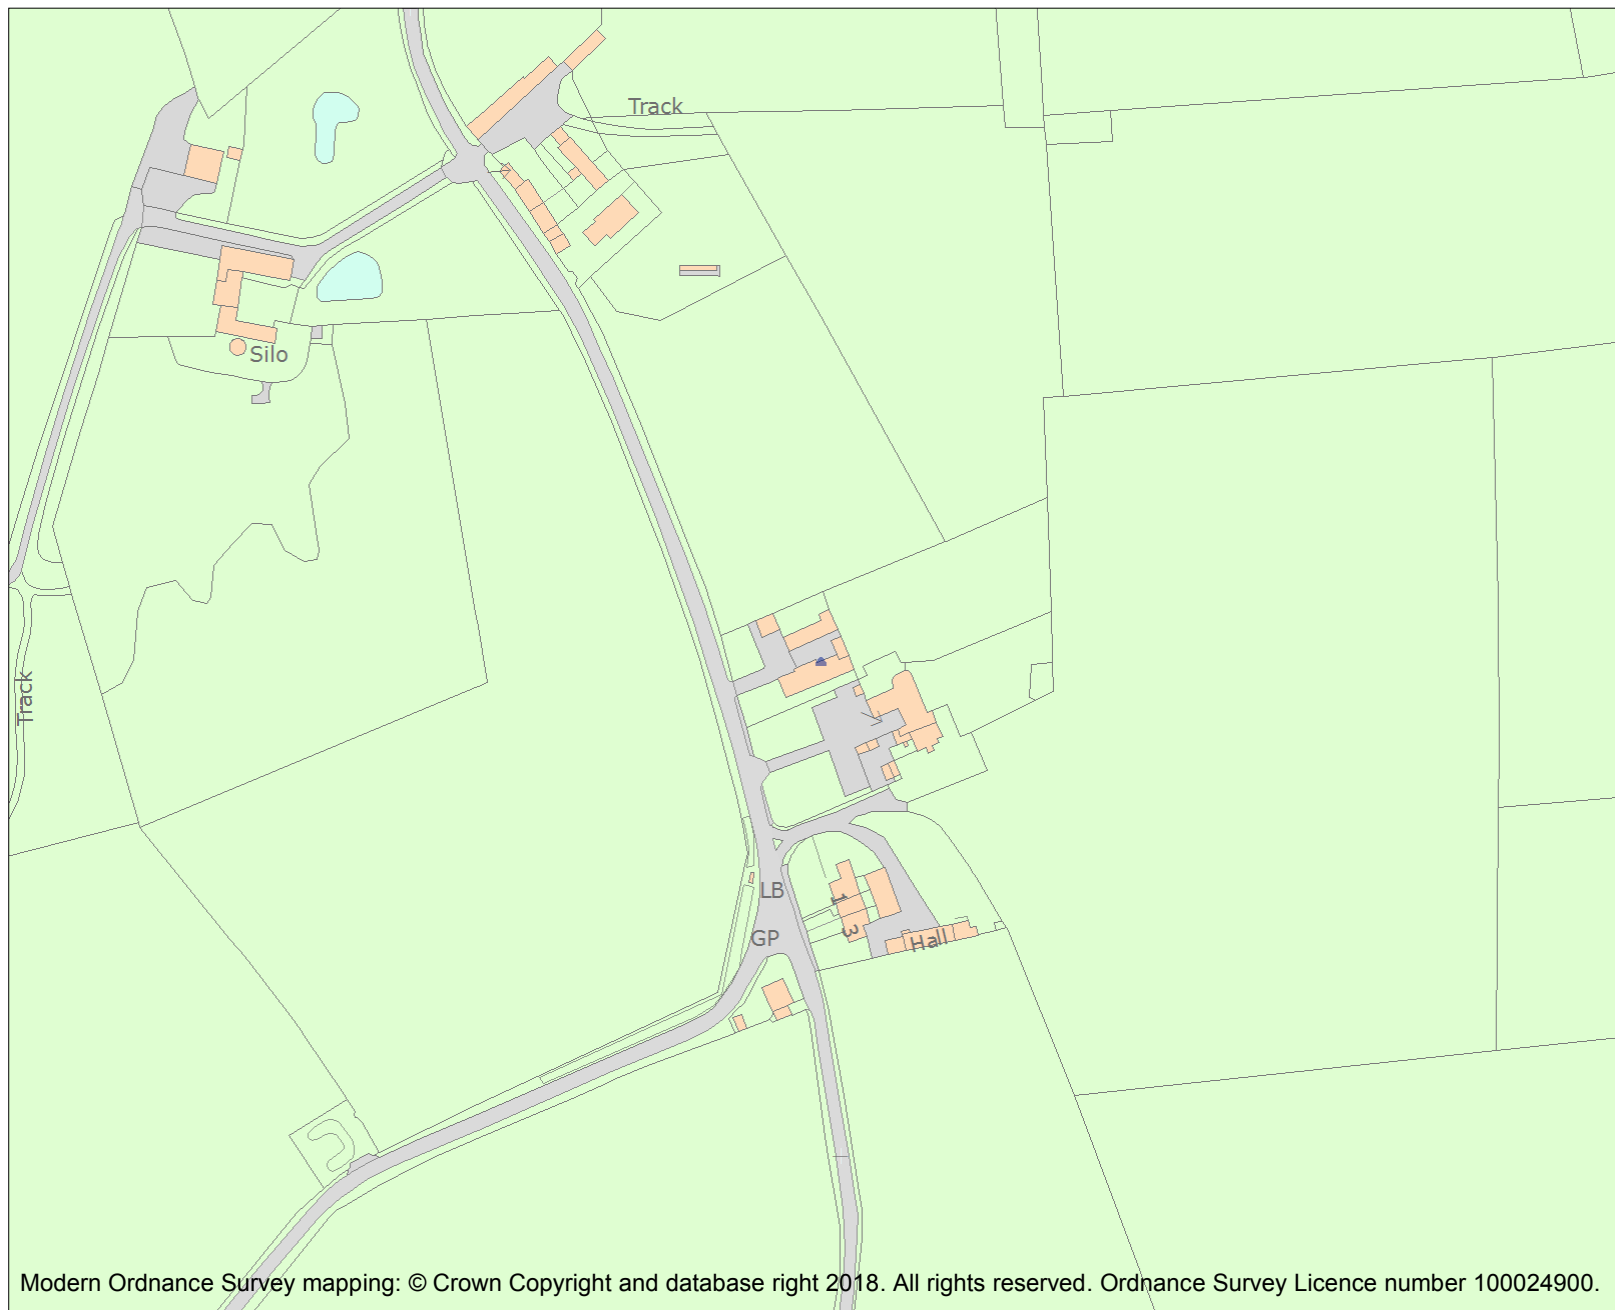 Track
Silo
Track
LB
1
3
GP
Hall
Modern Ordnance Survey mapping: © Crown Copyright and database right 2018. All rights reserved. Ordnance Survey Licence number 100024900.